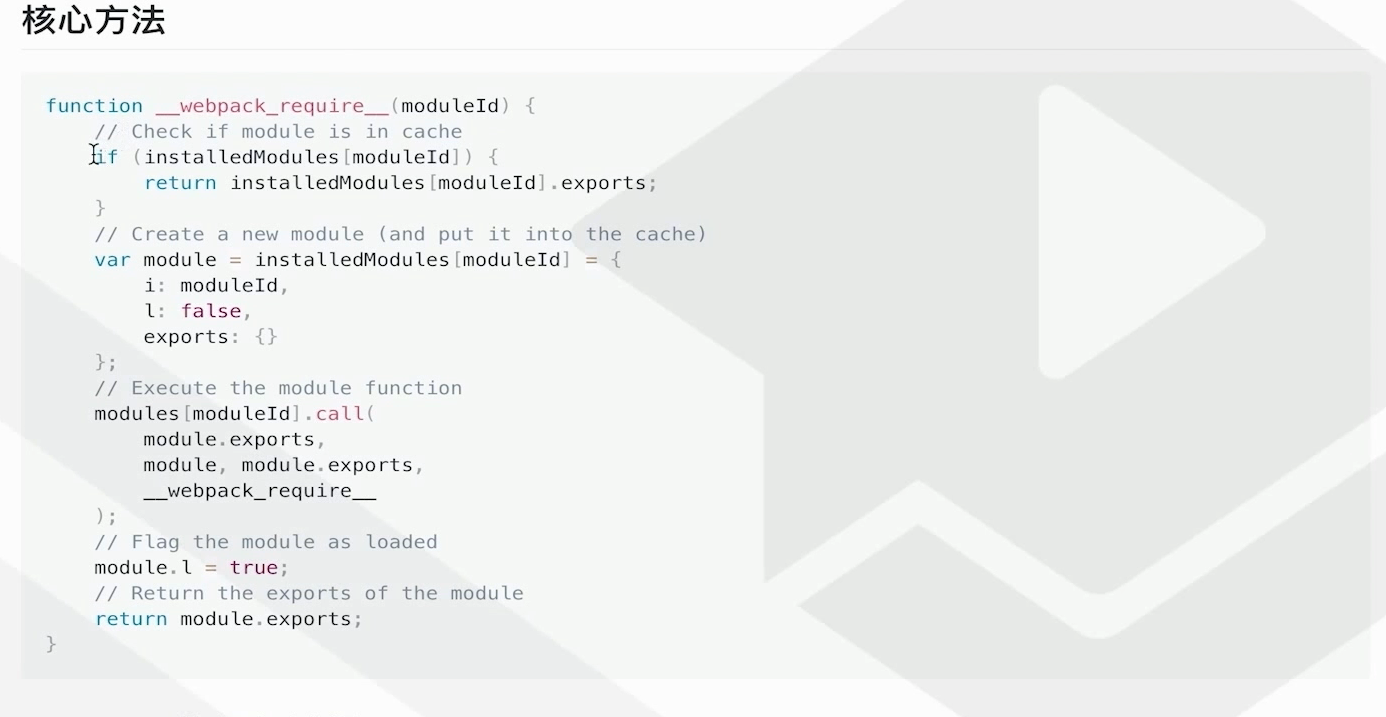 核心方法
function __webpack_require__(moduleId) {
    // Check if module is in cache
    if (installedModules[moduleId]) {
        return installedModules[moduleId].exports;
    }
    // Create a new module (and put it into the cache)
    var module = installedModules[moduleId] = {
        i: moduleId,
        l: false,
        exports: {}
    };
    // Execute the module function
    modules[moduleId].call(
        module.exports,
        module, module.exports,
        __webpack_require__
    );
    // Flag the module as loaded
    module.l = true;
    // Return the exports of the module
    return module.exports;
}